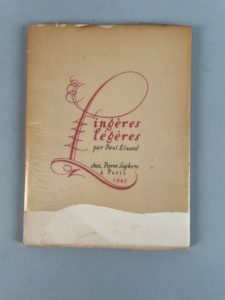 Lingères
légères
par Paul Eluard
chez Pierre Seghers
à Paris
1945